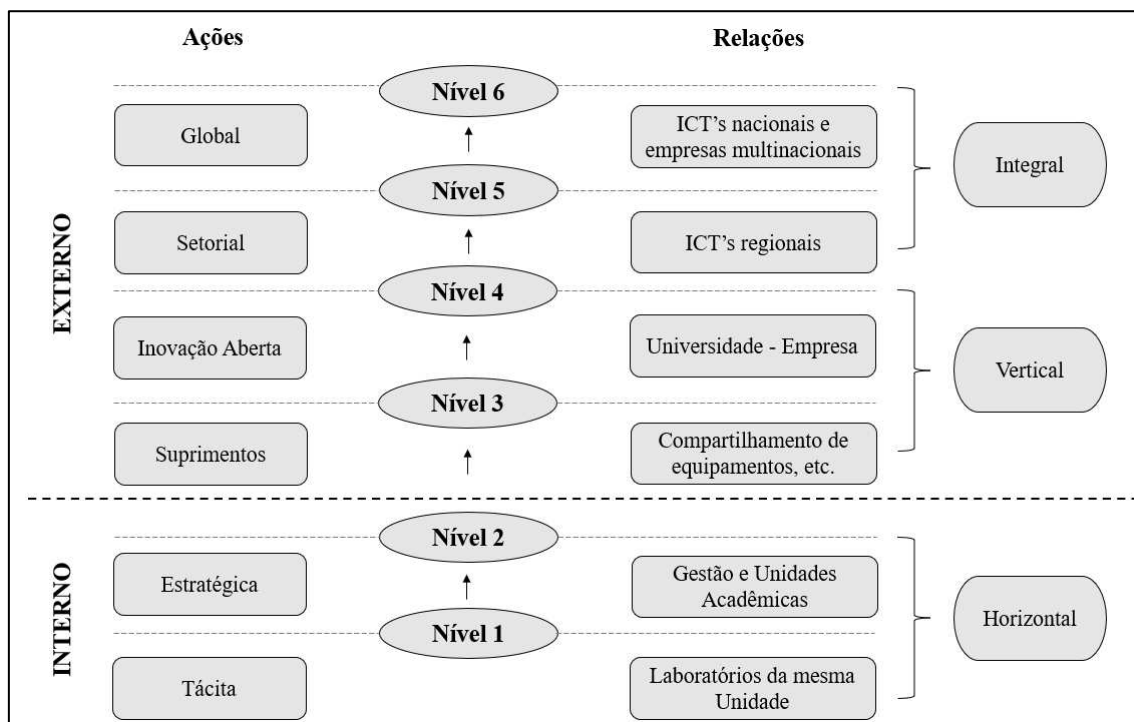 Ações
Relações
Nível 6
Global
ICT’s nacionais e
empresas multinacionais
Integral
Nível 5
EXTERNO
Setorial
ICT’s regionais
Nível 4
Inovação Aberta
Universidade - Empresa
Vertical
Nível 3
Suprimentos
Compartilhamento de
equipamentos, etc.
Nível 2
INTERNO
Estratégica
Gestão e Unidades
Acadêmicas
Horizontal
Nível 1
Tácita
Laboratórios da mesma
Unidade